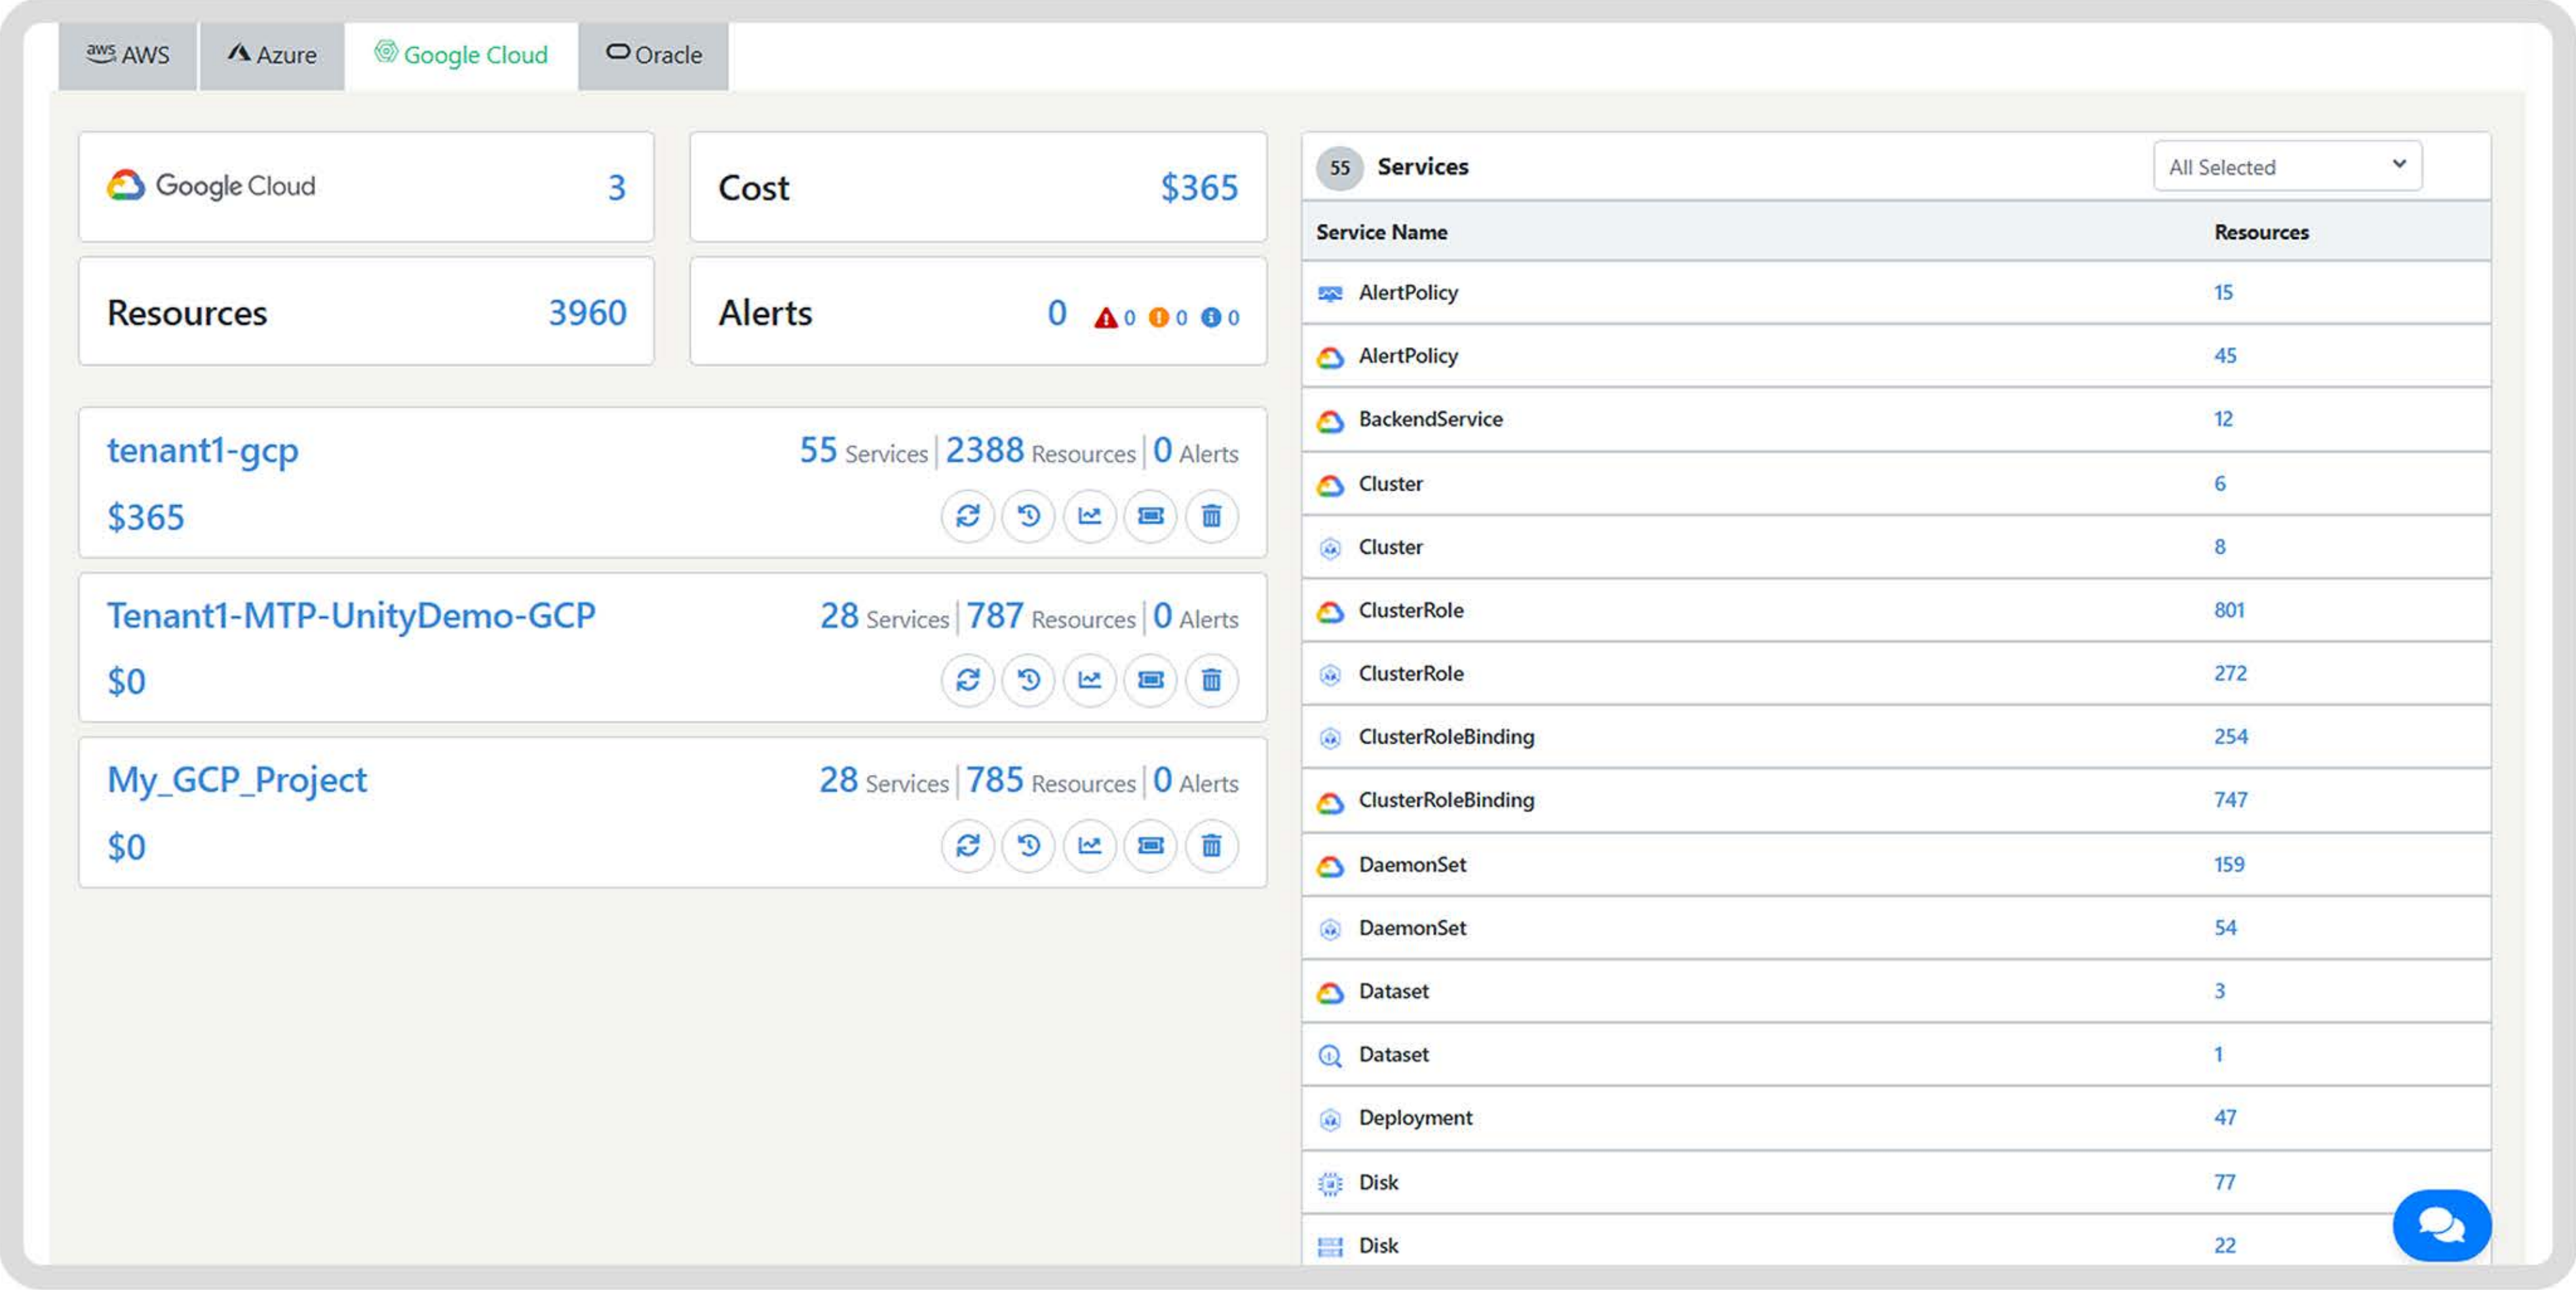 aws AWS Azure Google Cloud Oracle
Google Cloud 3
Cost $365
Resources 3960
Alerts 0 0 0 0
tenant1-gcp 55 Services 2388 Resources 0 Alerts
$365
Tenant1-MTP-UnityDemo-GCP 28 Services 787 Resources 0 Alerts
$0
My_GCP_Project 28 Services 785 Resources 0 Alerts
$0
55 Services All Selected
Service Name Resources
AlertPolicy 15
AlertPolicy 45
BackendService 12
Cluster 6
Cluster 8
ClusterRole 801
ClusterRole 272
ClusterRoleBinding 254
ClusterRoleBinding 747
DaemonSet 159
DaemonSet 54
Dataset 3
Dataset 1
Deployment 47
Disk 77
Disk 22